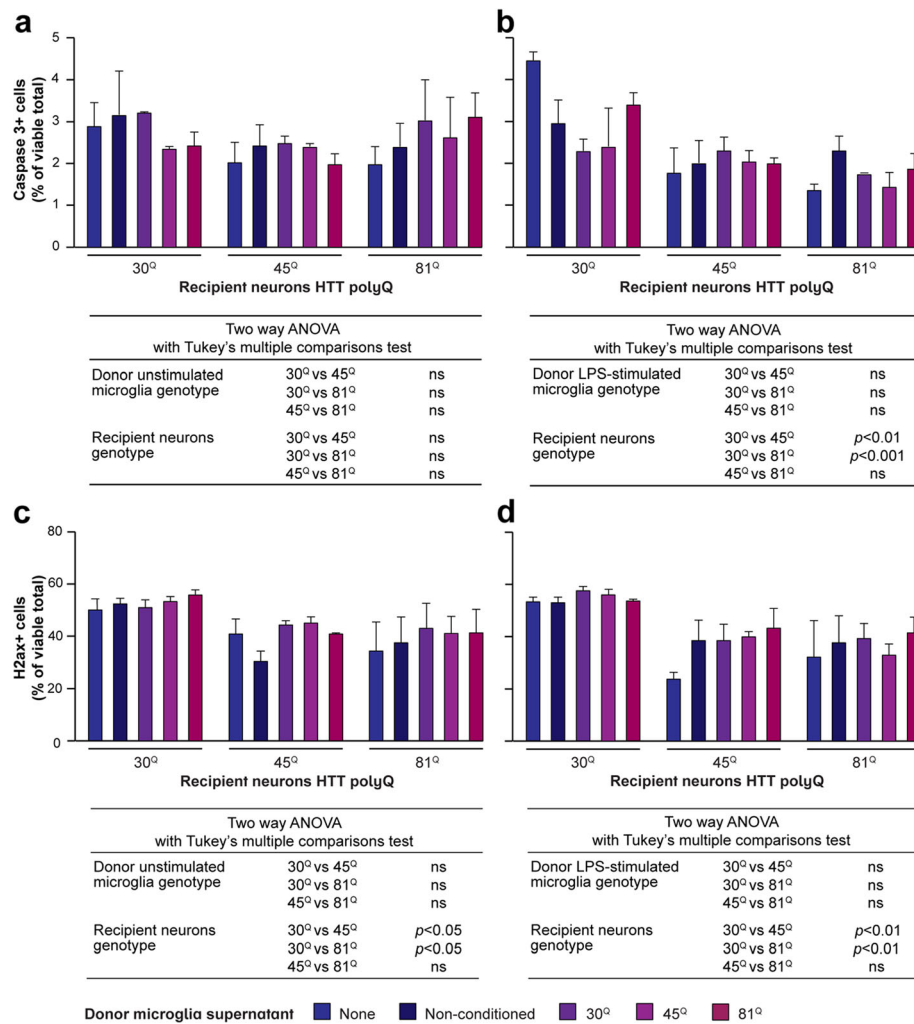 a
b
Caspase 3+ cells
(% of viable total)
5
4
3
2
1
0
30Q 45Q 81Q
Recipient neurons HTT polyQ
30Q 45Q 81Q
Recipient neurons HTT polyQ
Two way ANOVA
with Tukey's multiple comparisons test
Donor unstimulated 30Q vs 45Q ns
microglia genotype 30Q vs 81Q ns
45Q vs 81Q ns
Recipient neurons 30Q vs 45Q ns
genotype 30Q vs 81Q ns
45Q vs 81Q ns
Two way ANOVA
with Tukey's multiple comparisons test
Donor LPS-stimulated 30Q vs 45Q ns
microglia genotype 30Q vs 81Q ns
45Q vs 81Q ns
Recipient neurons 30Q vs 45Q p<0.01
genotype 30Q vs 81Q p<0.001
45Q vs 81Q ns
c
d
H2ax+ cells
(% of viable total)
80
60
40
20
0
30Q 45Q 81Q
Recipient neurons HTT polyQ
30Q 45Q 81Q
Recipient neurons HTT polyQ
Two way ANOVA
with Tukey's multiple comparisons test
Donor unstimulated 30Q vs 45Q ns
microglia genotype 30Q vs 81Q ns
45Q vs 81Q ns
Recipient neurons 30Q vs 45Q p<0.05
genotype 30Q vs 81Q p<0.05
45Q vs 81Q ns
Two way ANOVA
with Tukey's multiple comparisons test
Donor LPS-stimulated 30Q vs 45Q ns
microglia genotype 30Q vs 81Q ns
45Q vs 81Q ns
Recipient neurons 30Q vs 45Q p<0.01
genotype 30Q vs 81Q p<0.01
45Q vs 81Q ns
Donor microglia supernatant None Non-conditioned 30Q 45Q 81Q